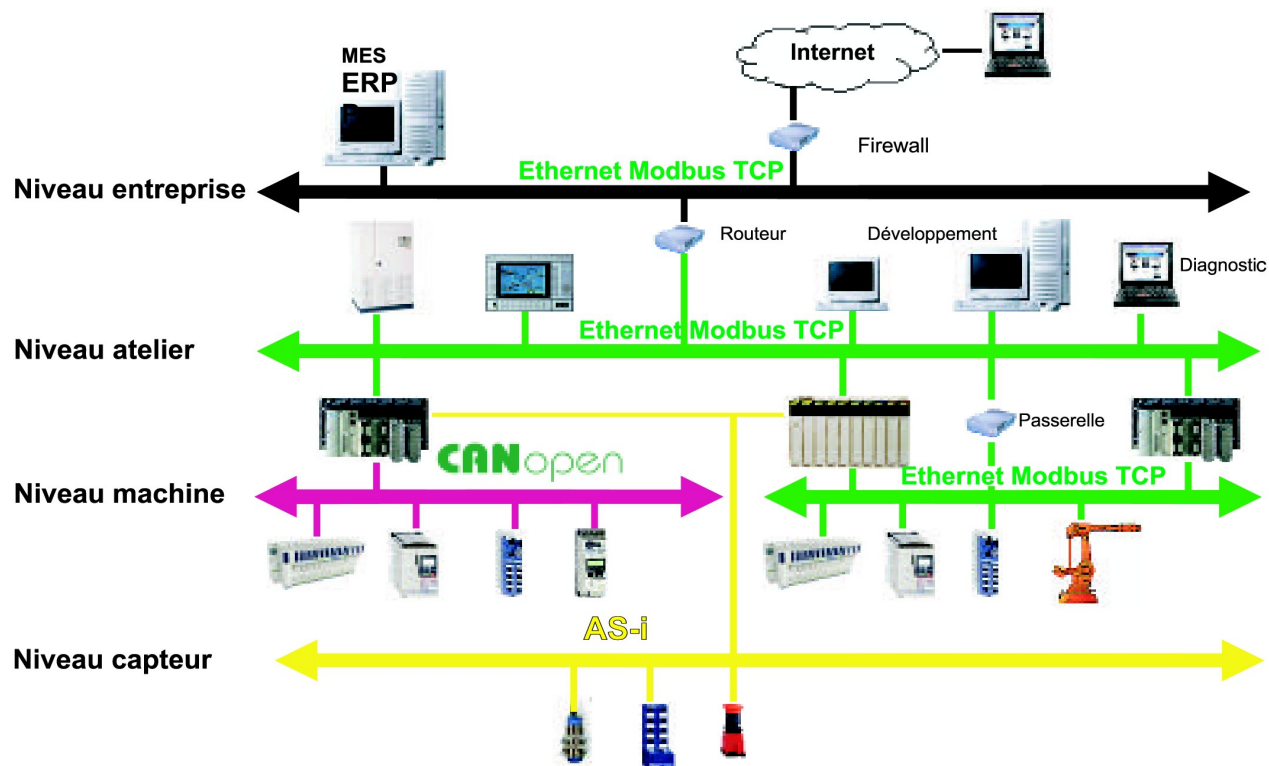 MES
ERP
Internet
Firewall
Ethernet Modbus TCP
Niveau entreprise
Routeur
Développement
Diagnostic
Ethernet Modbus TCP
Niveau atelier
Passerelle
CANopen
Ethernet Modbus TCP
Niveau machine
AS-i
Niveau capteur